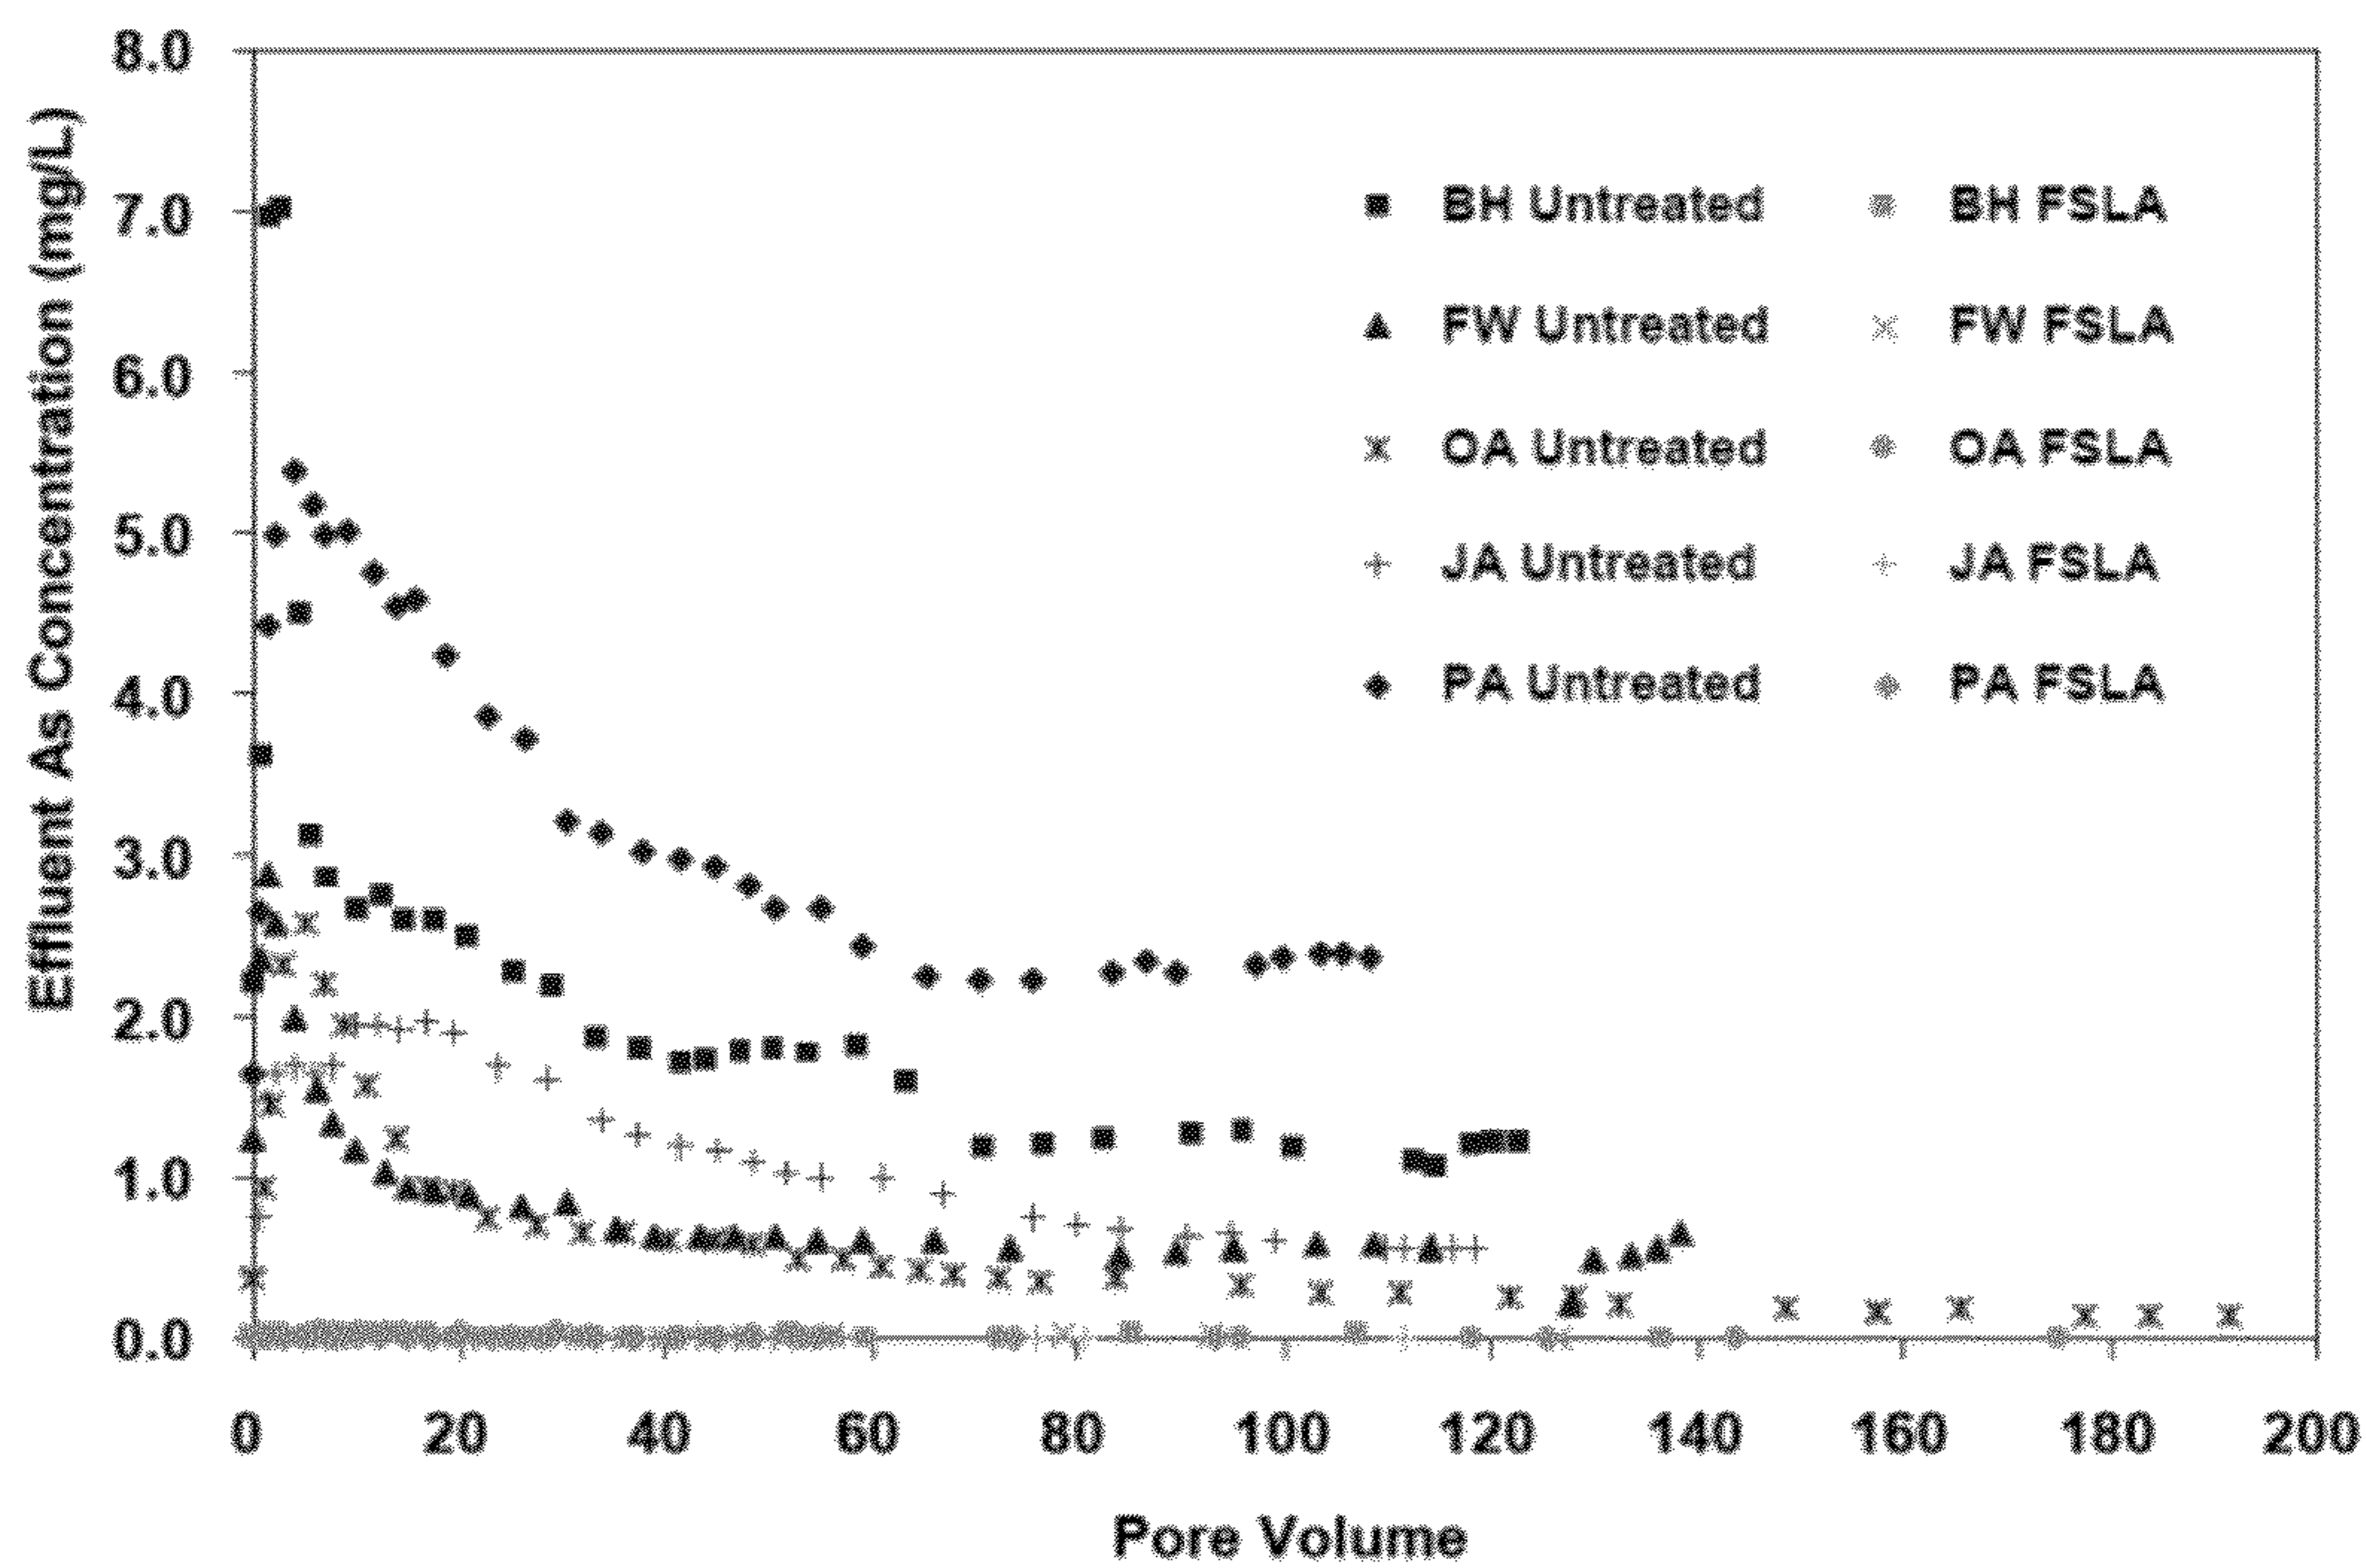 Effluent As Concentration (mg/L)
8.0
7.0
6.0
5.0
4.0
3.0
2.0
1.0
0.0
BH Untreated BH FSLA
FW Untreated FW FSLA
OA Untreated OA FSLA
JA Untreated JA FSLA
PA Untreated PA FSLA
0 20 40 60 80 100 120 140 160 180 200
Pore Volume